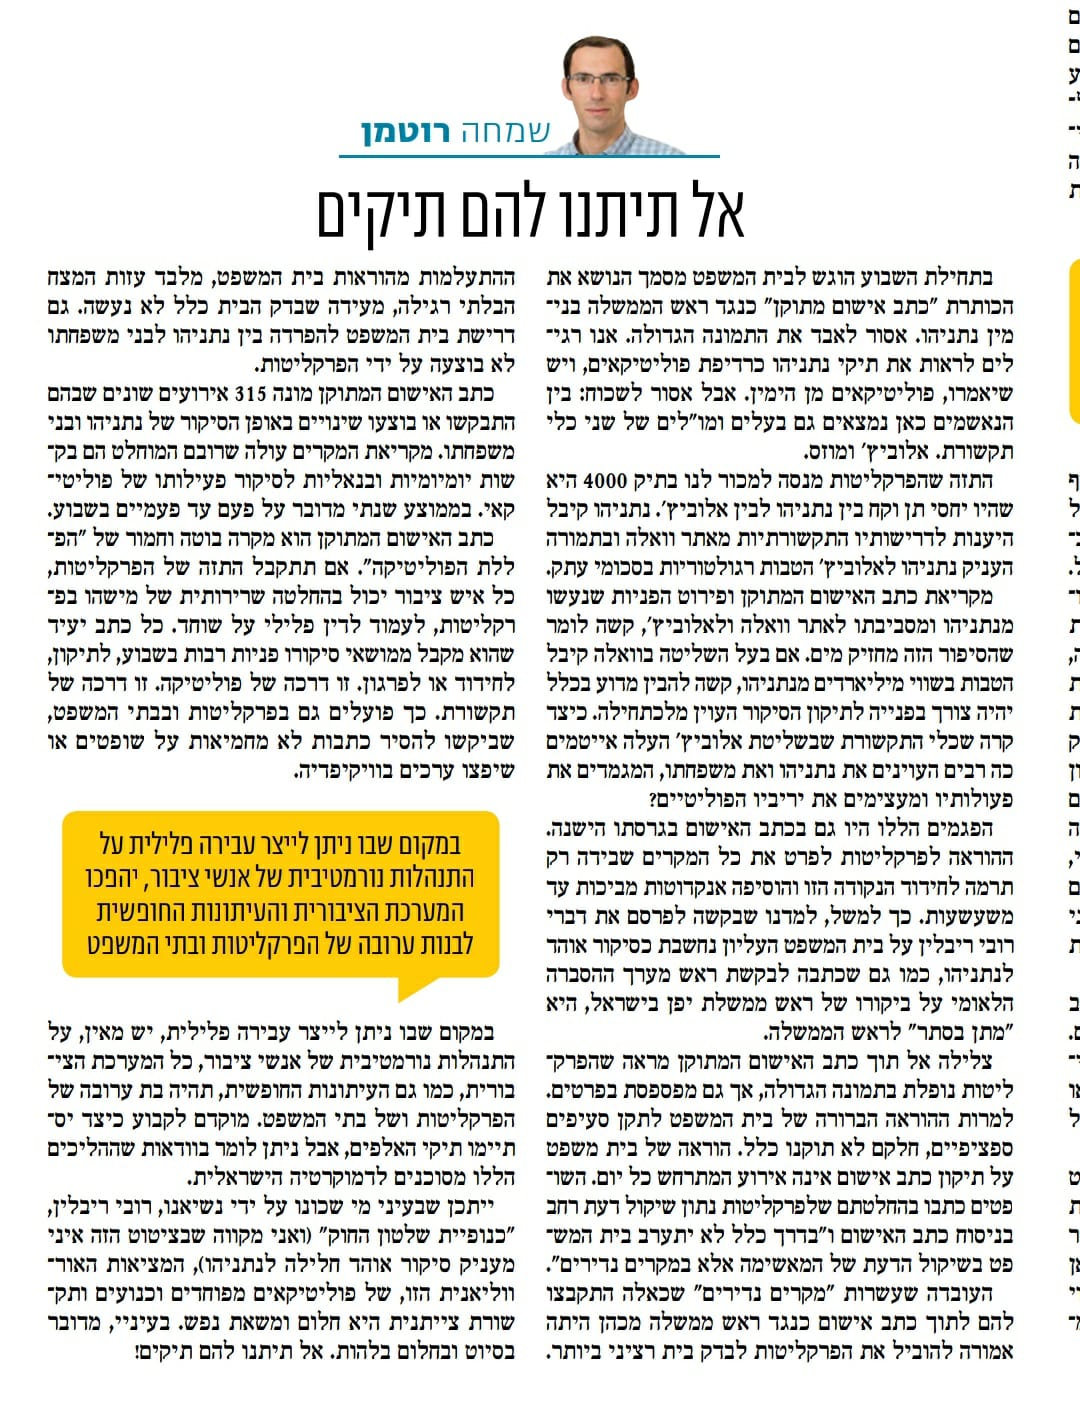 שמחה רוטמן
אל תיתנו להם תיקים
בתחילת השבוע הוגש לבית המשפט מסמך הנושא את
הכותרת "כתב אישום מתוקן" כנגד ראש הממשלה בני־
מין נתניהו. אסור לאבד את התמונה הגדולה. אנו רגי־
לים לראות את תיקי נתניהו כרדיפת פוליטיקאים, ויש
שיאמרו, פוליטיקאים מן הימין. אבל אסור לשכוח: בין
הנאשמים כאן נמצאים גם בעלים ומו"לים של שני כלי
תקשורת. אלוביץ' ומוזס.
התזה שהפרקליטות מנסה למכור לנו בתיק 4000 היא
שהיו יחסי תן וקח בין נתניהו לבין אלוביץ'. נתניהו קיבל
היענות לדרישותיו התקשורתיות מאתר וואלה ובתמורה
העניק נתניהו לאלוביץ' הטבות רגולטוריות בסכומי עתק.
מקריאת כתב האישום המתוקן ופירוט הפניות שנעשו
מנתניהו ומסביבתו לאתר וואלה ולאלוביץ', קשה לומר
שהסיפור הזה מחזיק מים. אם בעל השליטה בוואלה קיבל
הטבות בשווי מיליארדים מנתניהו, קשה להבין מדוע בכלל
יהיה צורך בפנייה לתיקון הסיקור העוין מלכתחילה. כיצד
קרה שכלי התקשורת שבשליטת אלוביץ' העלה אייטמים
כה רבים העוינים את נתניהו ואת משפחתו, המגמדים את
פעולותיו ומעצימים את יריביו הפוליטיים?
הפגמים הללו היו גם בכתב האישום בגרסתו הישנה.
ההוראה לפרקליטות לפרט את כל המקרים שבידה רק
תרמה לחידוד הנקודה הזו והוסיפה אנקדוטות מביכות עד
משעשעות. כך למשל, למדנו שבקשה לפרסם את דברי
רובי ריבלין על בית המשפט העליון נחשבת כסיקור אוהד
לנתניהו, כמו גם שכתבה לבקשת ראש מערך ההסברה
הלאומי על ביקורו של ראש ממשלת יפן בישראל, היא
"מתן בסתר" לראש הממשלה.
צלילה אל תוך כתב האישום המתוקן מראה שהפרק־
ליטות נופלת בתמונה הגדולה, אך גם מפספסת בפרטים.
למרות ההוראה הברורה של בית המשפט לתקן סעיפים
ספציפיים, חלקם לא תוקנו כלל. הוראה של בית משפט
על תיקון כתב אישום אינה אירוע המתרחש כל יום. השו־
פטים כתבו בהחלטתם שלפרקליטות נתון שיקול דעת רחב
בניסוח כתב האישום ו"בדרך כלל לא יתערב בית המש־
פט בשיקול הדעת של המאשימה אלא במקרים נדירים".
העובדה שעשרות "מקרים נדירים" שכאלה התקבצו
להם לתוך כתב אישום כנגד ראש ממשלה מכהן היתה
אמורה להוביל את הפרקליטות לבדק בית רציני ביותר.
ההתעלמות מהוראות בית המשפט, מלבד עזות המצח
הבלתי רגילה, מעידה שבדק הבית כלל לא נעשה. גם
דרישת בית המשפט להפרדה בין נתניהו לבני משפחתו
לא בוצעה על ידי הפרקליטות.
כתב האישום המתוקן מונה 315 אירועים שונים שבהם
התבקשו או בוצעו שינויים באופן הסיקור של נתניהו ובני
משפחתו. מקריאת המקרים עולה שרובם המוחלט הם בק־
שות יומיומיות ובנאליות לסיקור פעילותו של פוליטי־
קאי. בממוצע שנתי מדובר על פעם עד פעמיים בשבוע.
כתב האישום המתוקן הוא מקרה בוטה וחמור של "הפ־
ללת הפוליטיקה". אם תתקבל התזה של הפרקליטות,
כל איש ציבור יכול בהחלטה שרירותית של מישהו בפ־
רקליטות, לעמוד לדין פלילי על שוחד. כל כתב יעיד
שהוא מקבל ממושאי סיקורו פניות רבות בשבוע, לתיקון,
לחידוד או לפרגון. זו דרכה של פוליטיקה. זו דרכה של
תקשורת. כך פועלים גם בפרקליטות ובבתי המשפט,
שביקשו להסיר כתבות לא מחמיאות על שופטים או
שיפצו ערכים בוויקיפדיה.
במקום שבו ניתן לייצר עבירה פלילית על
התנהלות נורמטיבית של אנשי ציבור, יהפכו
המערכת הציבורית והעיתונות החופשית
לבנות ערובה של הפרקליטות ובתי המשפט
במקום שבו ניתן לייצר עבירה פלילית, יש מאין, על
התנהלות נורמטיבית של אנשי ציבור, כל המערכת הצי־
בורית, כמו גם העיתונות החופשית, תהיה בת ערובה של
הפרקליטות ושל בתי המשפט. מוקדם לקבוע כיצד יס־
תיימו תיקי האלפים, אבל ניתן לומר בוודאות שההליכים
הללו מסוכנים לדמוקרטיה הישראלית.
ייתכן שבעיני מי שכונו על ידי נשיאנו, רובי ריבלין,
"כנופיית שלטון החוק" (ואני מקווה שבציטוט הזה איני
מעניק סיקור אוהד חלילה לנתניהו), המציאות האור־
ווליאנית הזו, של פוליטיקאים מפוחדים וכנועים ותק־
שורת צייתנית היא חלום ומשאת נפש. בעיניי, מדובר
בסיוט ובחלום בלהות. אל תיתנו להם תיקים!